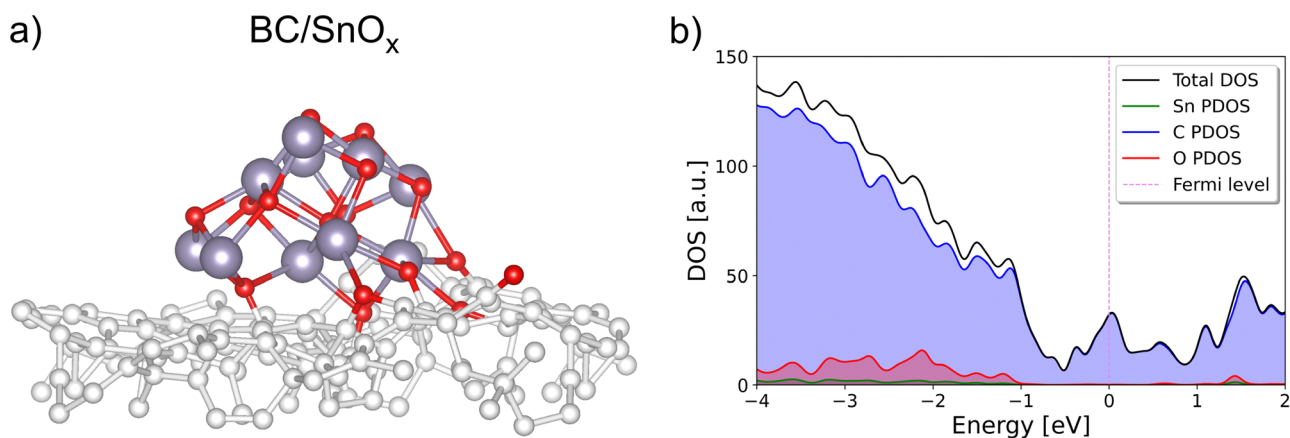 a)
BC/SnOₓ
b)
150
100
50
0
DOS [a.u.]
Total DOS
Sn PDOS
C PDOS
O PDOS
Fermi level
−4 −3 −2 −1 0 1 2
Energy [eV]